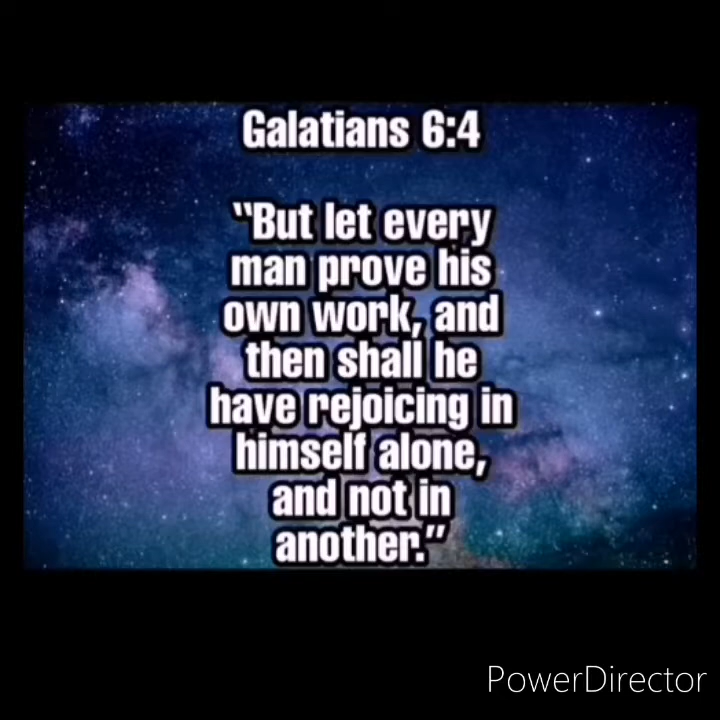 Galatians 6:4
“But let every
man prove his
own work, and
then shall he
have rejoicing in
himself alone,
and not in
another.”
PowerDirector